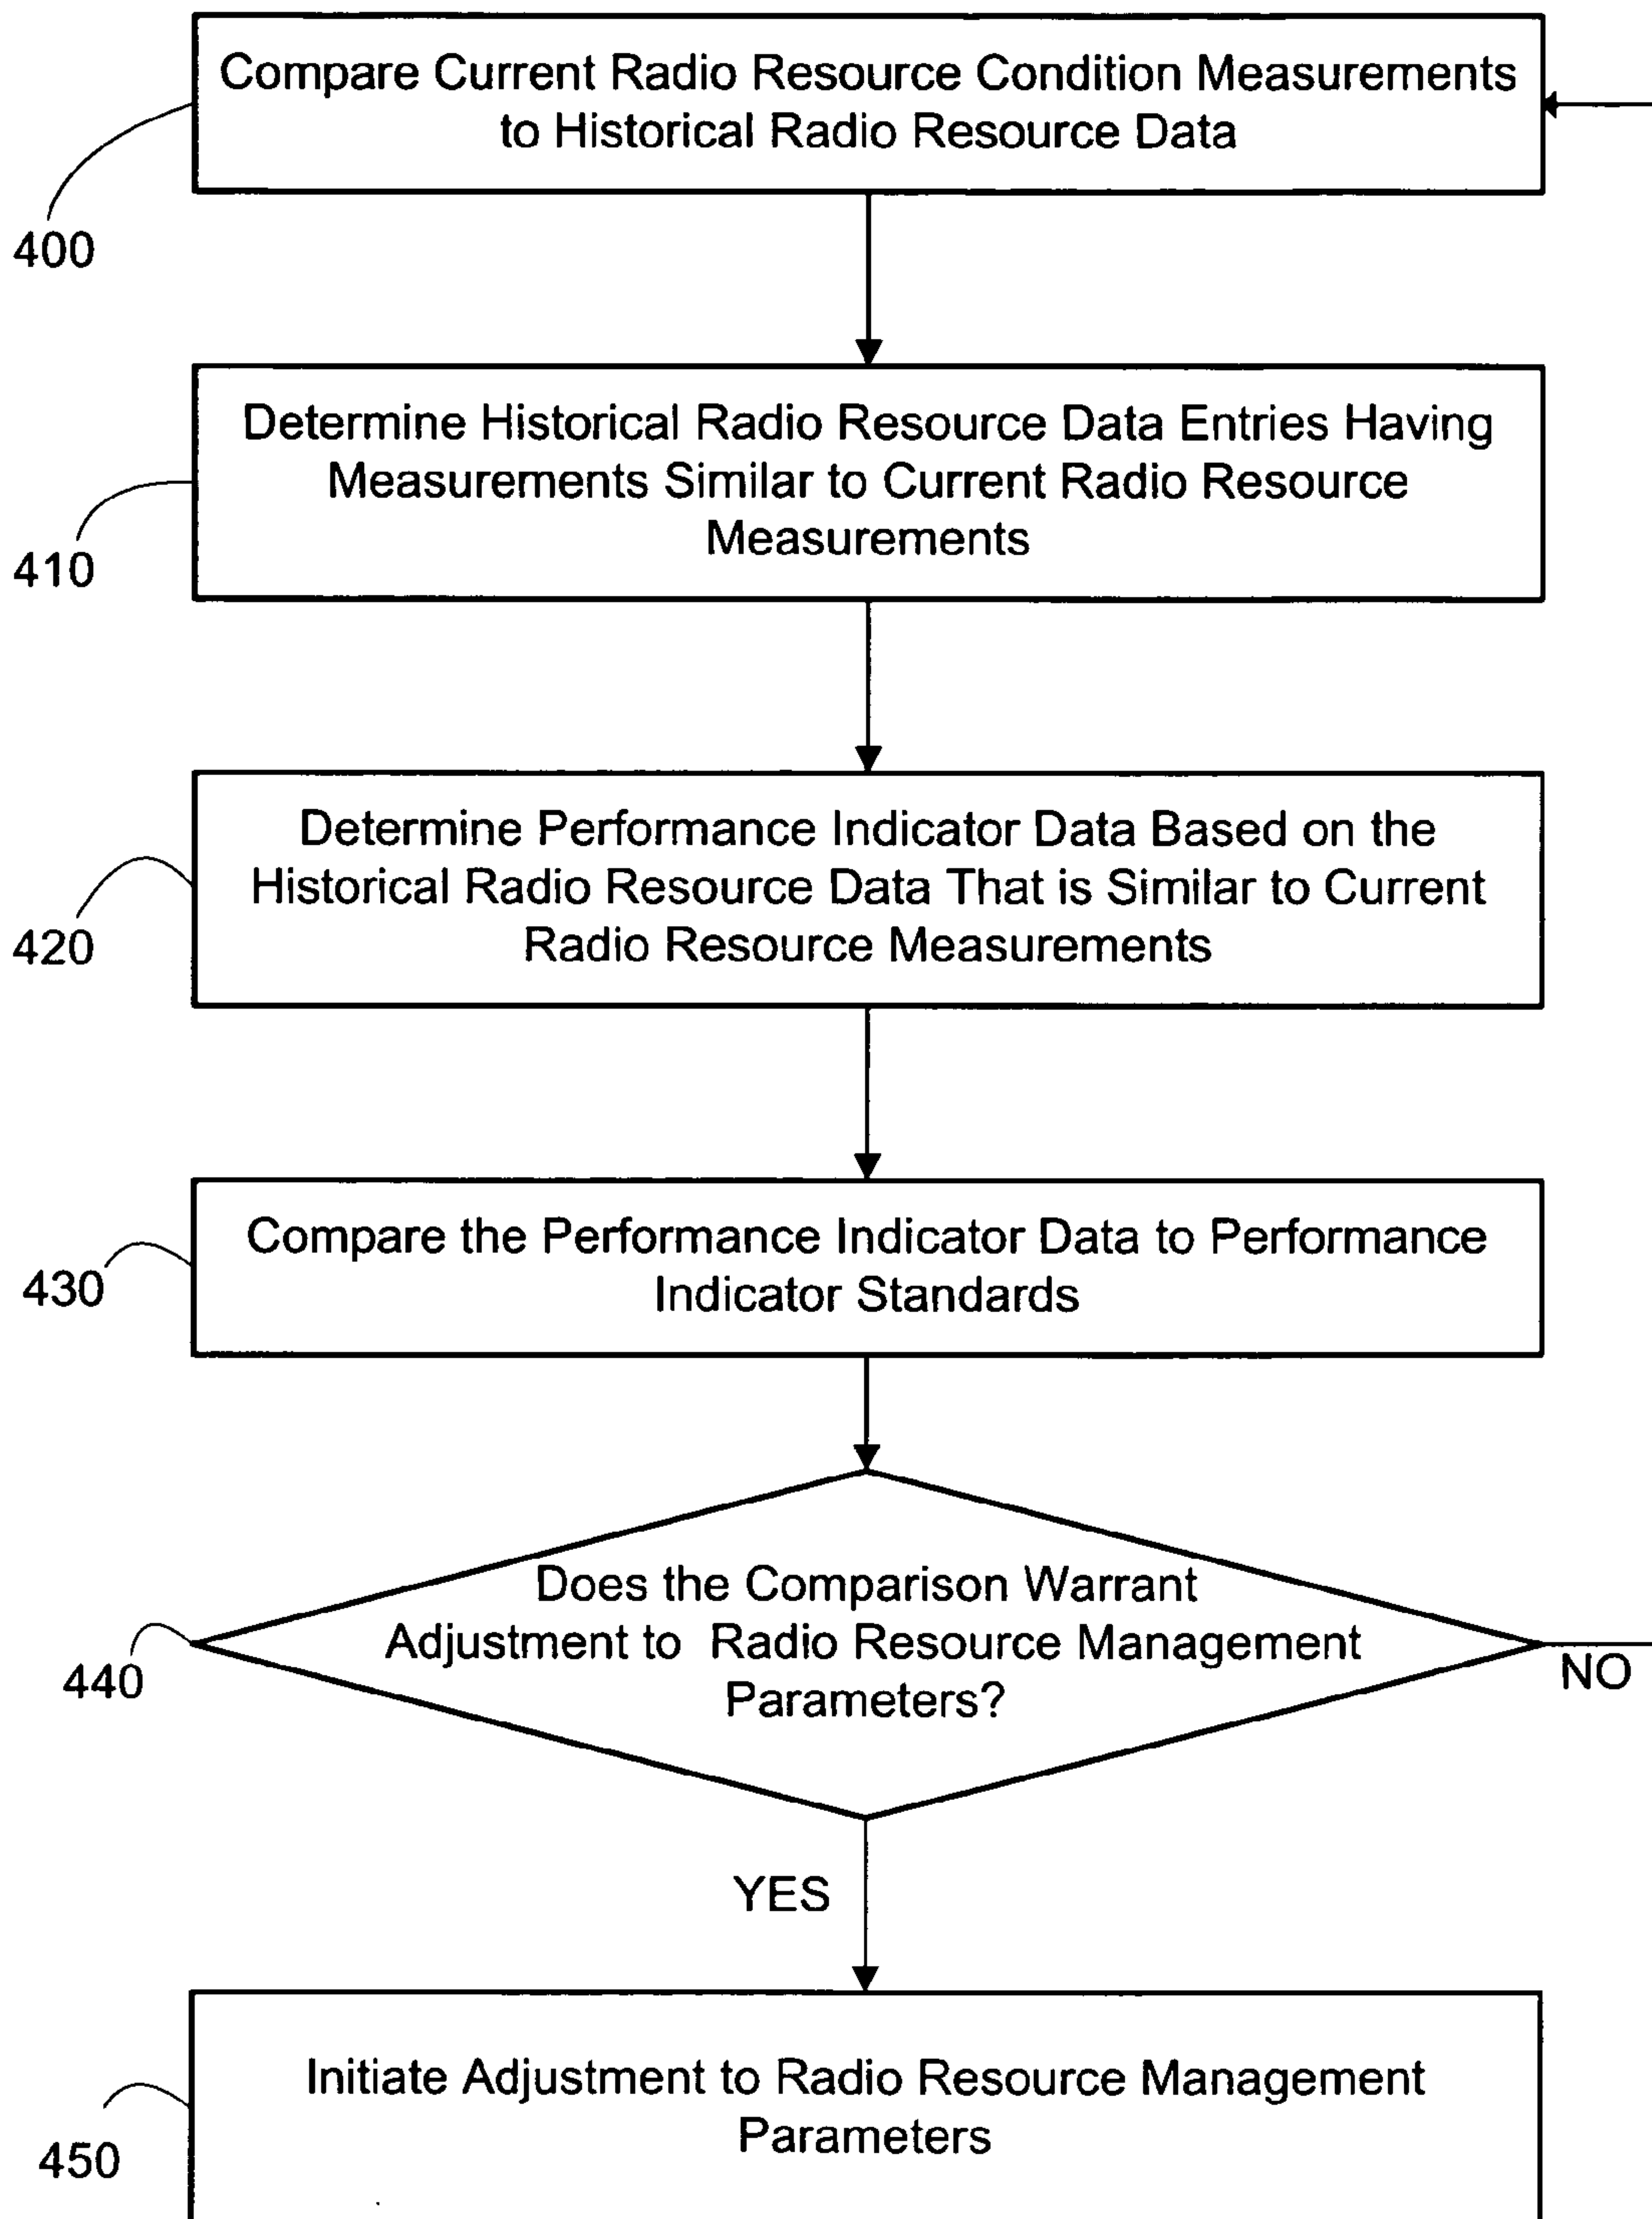 Compare Current Radio Resource Condition Measurements
to Historical Radio Resource Data
400
Determine Historical Radio Resource Data Entries Having
Measurements Similar to Current Radio Resource
Measurements
410
Determine Performance Indicator Data Based on the
Historical Radio Resource Data That is Similar to Current
Radio Resource Measurements
420
Compare the Performance Indicator Data to Performance
Indicator Standards
430
Does the Comparison Warrant
Adjustment to Radio Resource Management
Parameters?
440
NO
YES
Initiate Adjustment to Radio Resource Management
Parameters
450